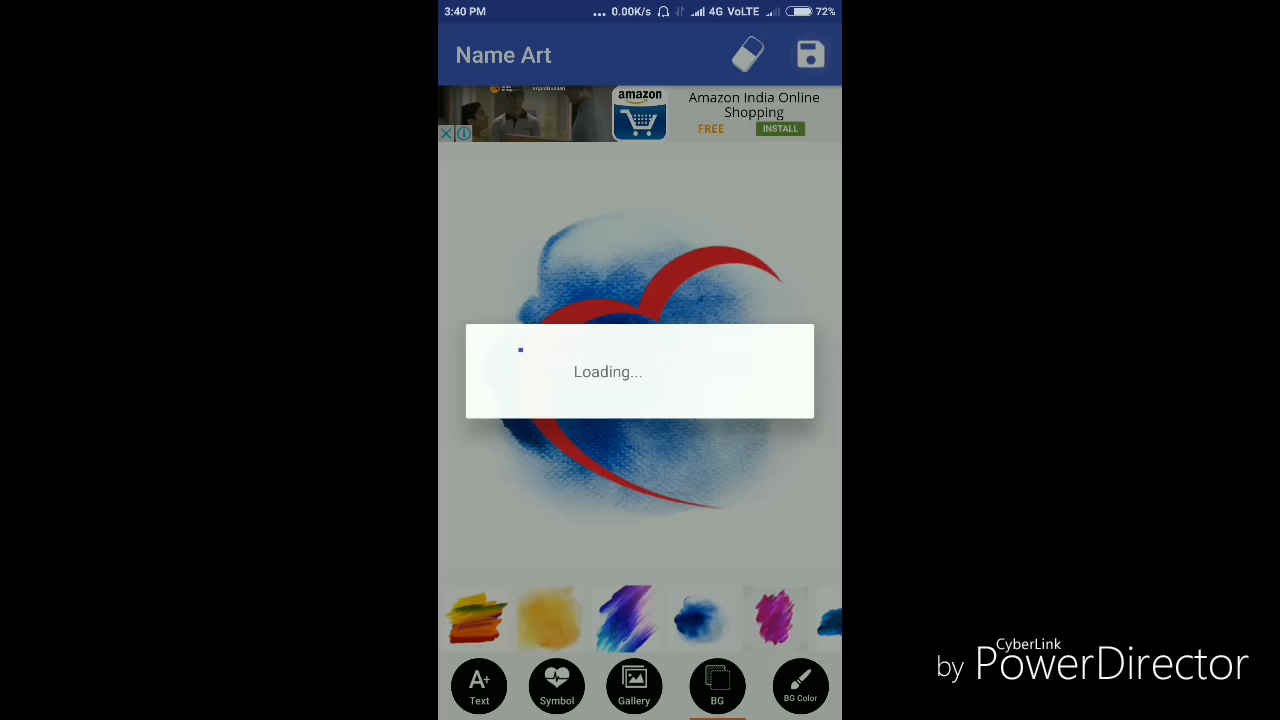 3:40 PM ... 0.00K/s 4G VoLTE 72%
Name Art
amazon
Amazon India Online
Shopping
FREE INSTALL
Loading...
A+
Text Symbol Gallery BG BG Color
CyberLink
by PowerDirector